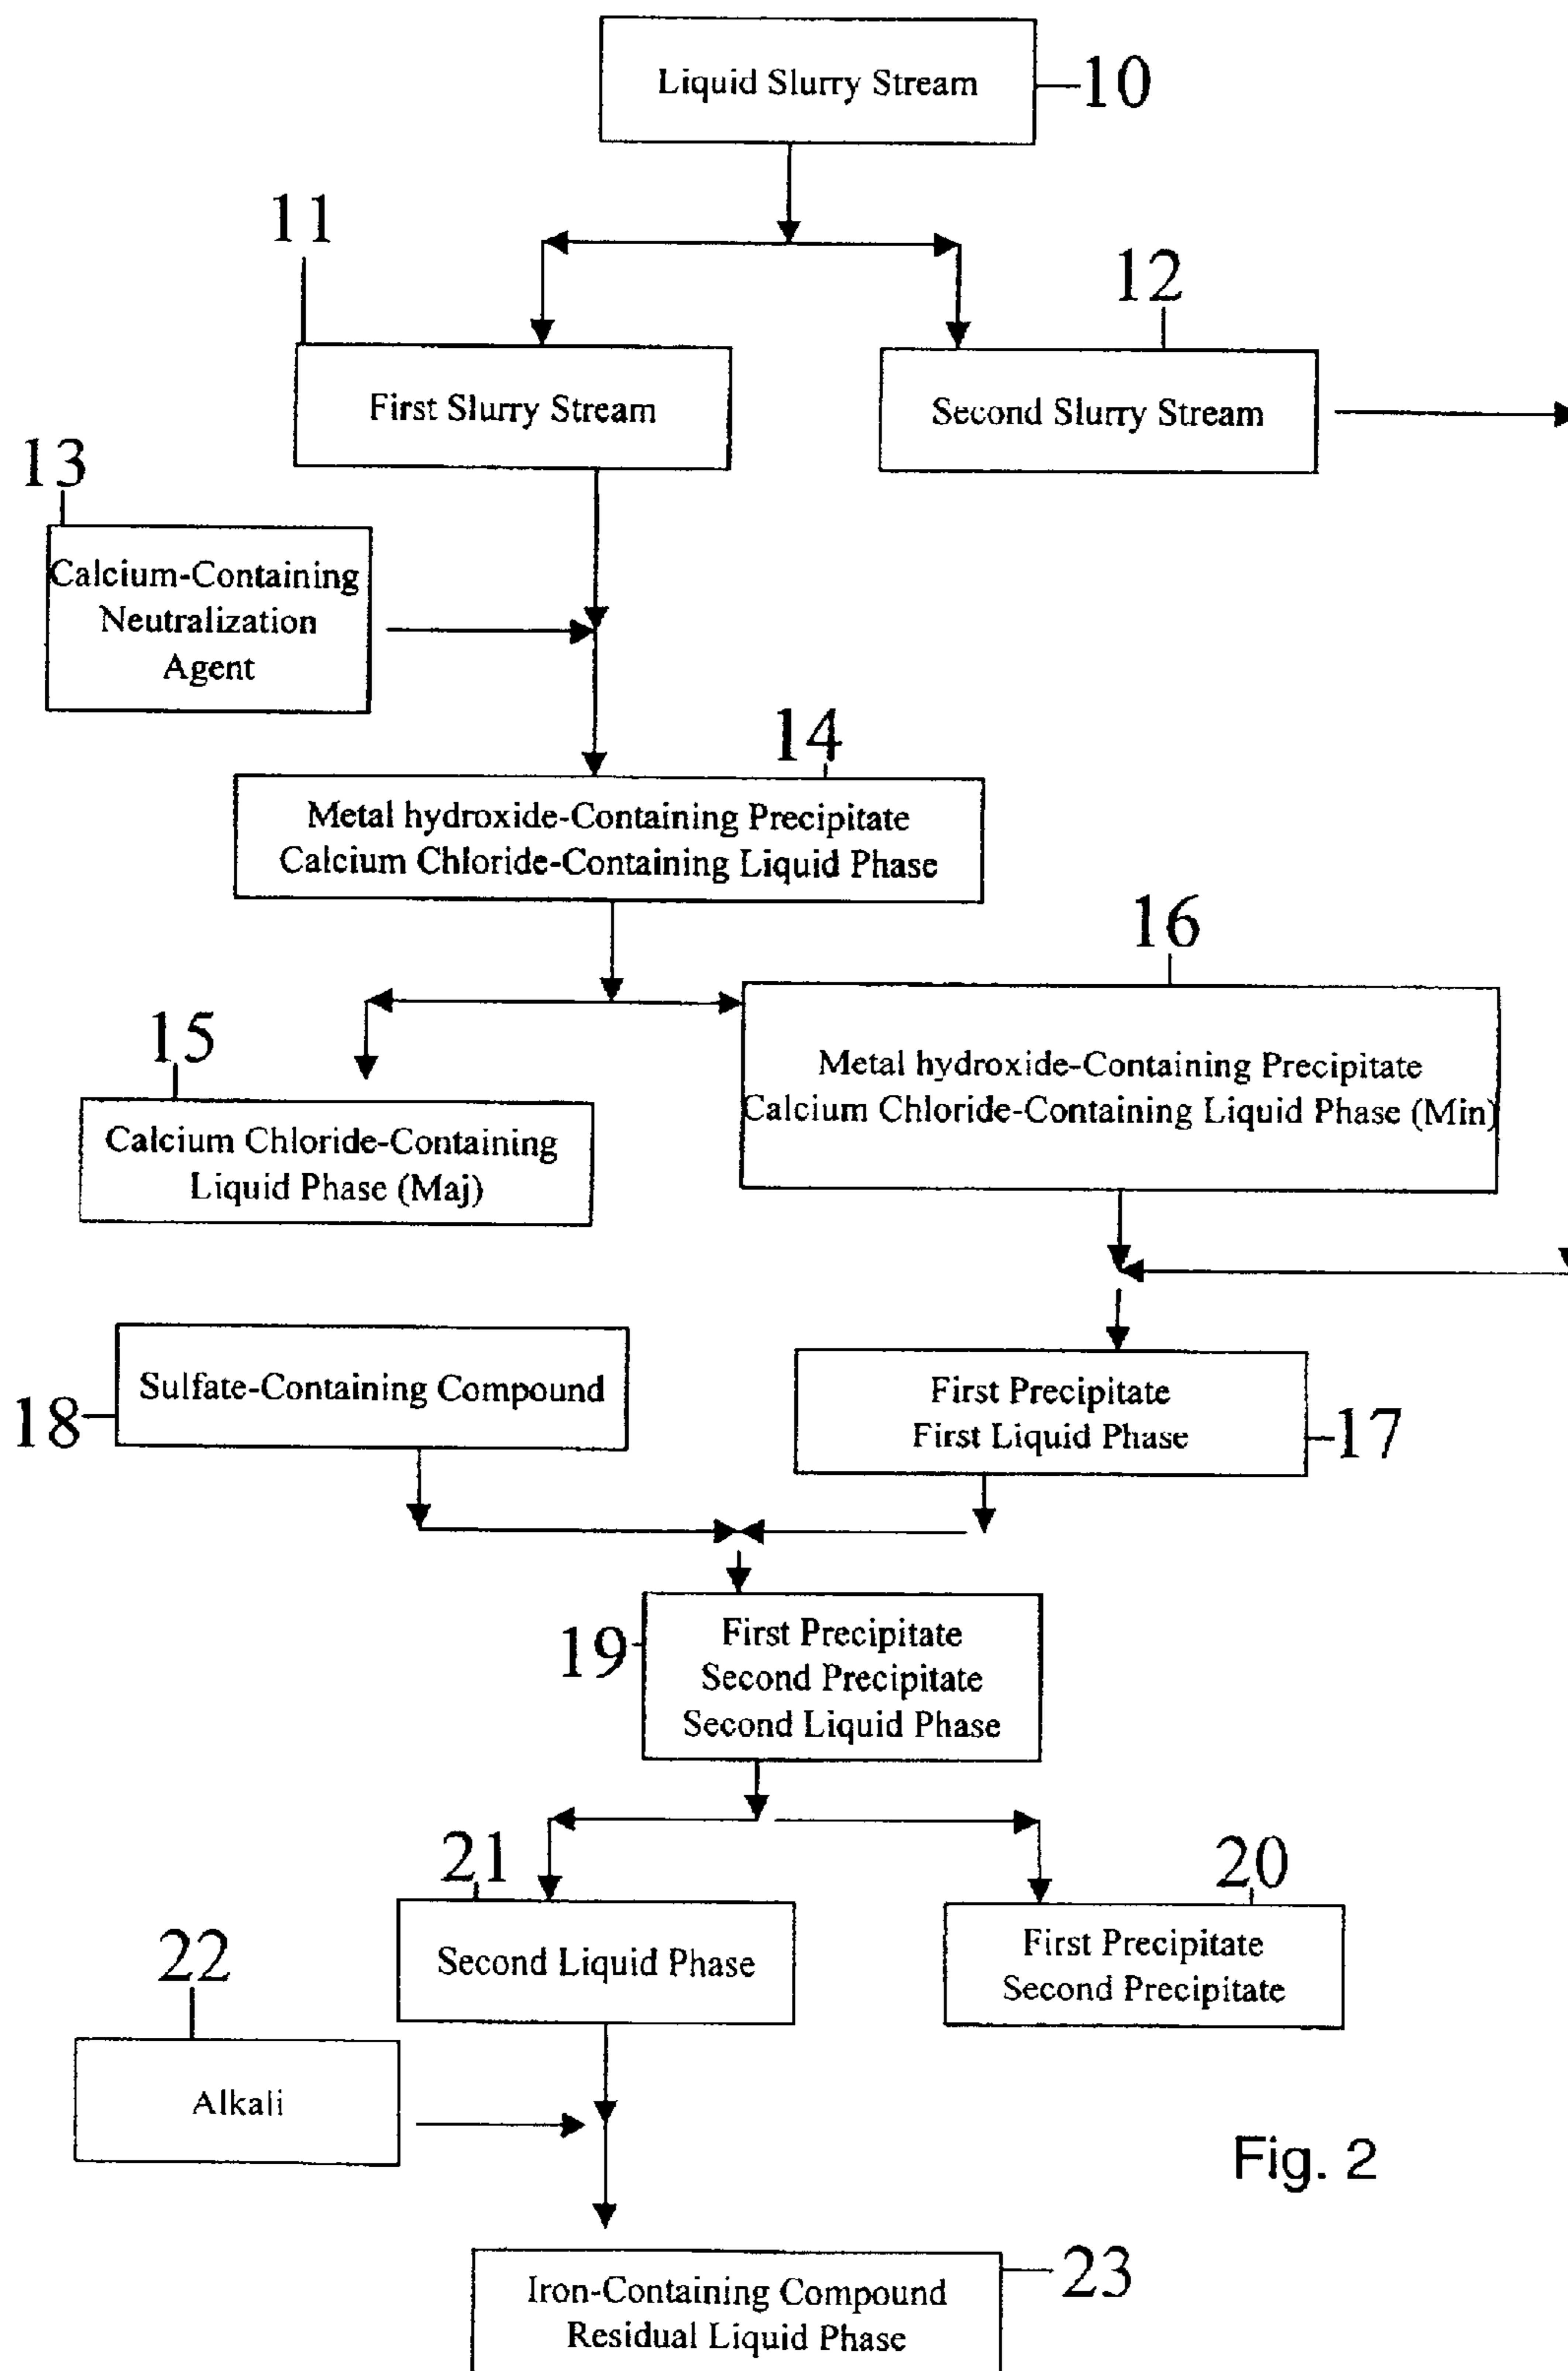 Liquid Slurry Stream
10
11
12
First Slurry Stream
Second Slurry Stream
13
Calcium-Containing
Neutralization
Agent
14
Metal hydroxide-Containing Precipitate
Calcium Chloride-Containing Liquid Phase
16
15
Metal hydroxide-Containing Precipitate
Calcium Chloride-Containing Liquid Phase (Min)
Calcium Chloride-Containing
Liquid Phase (Maj)
18
Sulfate-Containing Compound
First Precipitate
First Liquid Phase
17
19
First Precipitate
Second Precipitate
Second Liquid Phase
21
20
Second Liquid Phase
First Precipitate
Second Precipitate
22
Alkali
Fig. 2
23
Iron-Containing Compound
Residual Liquid Phase